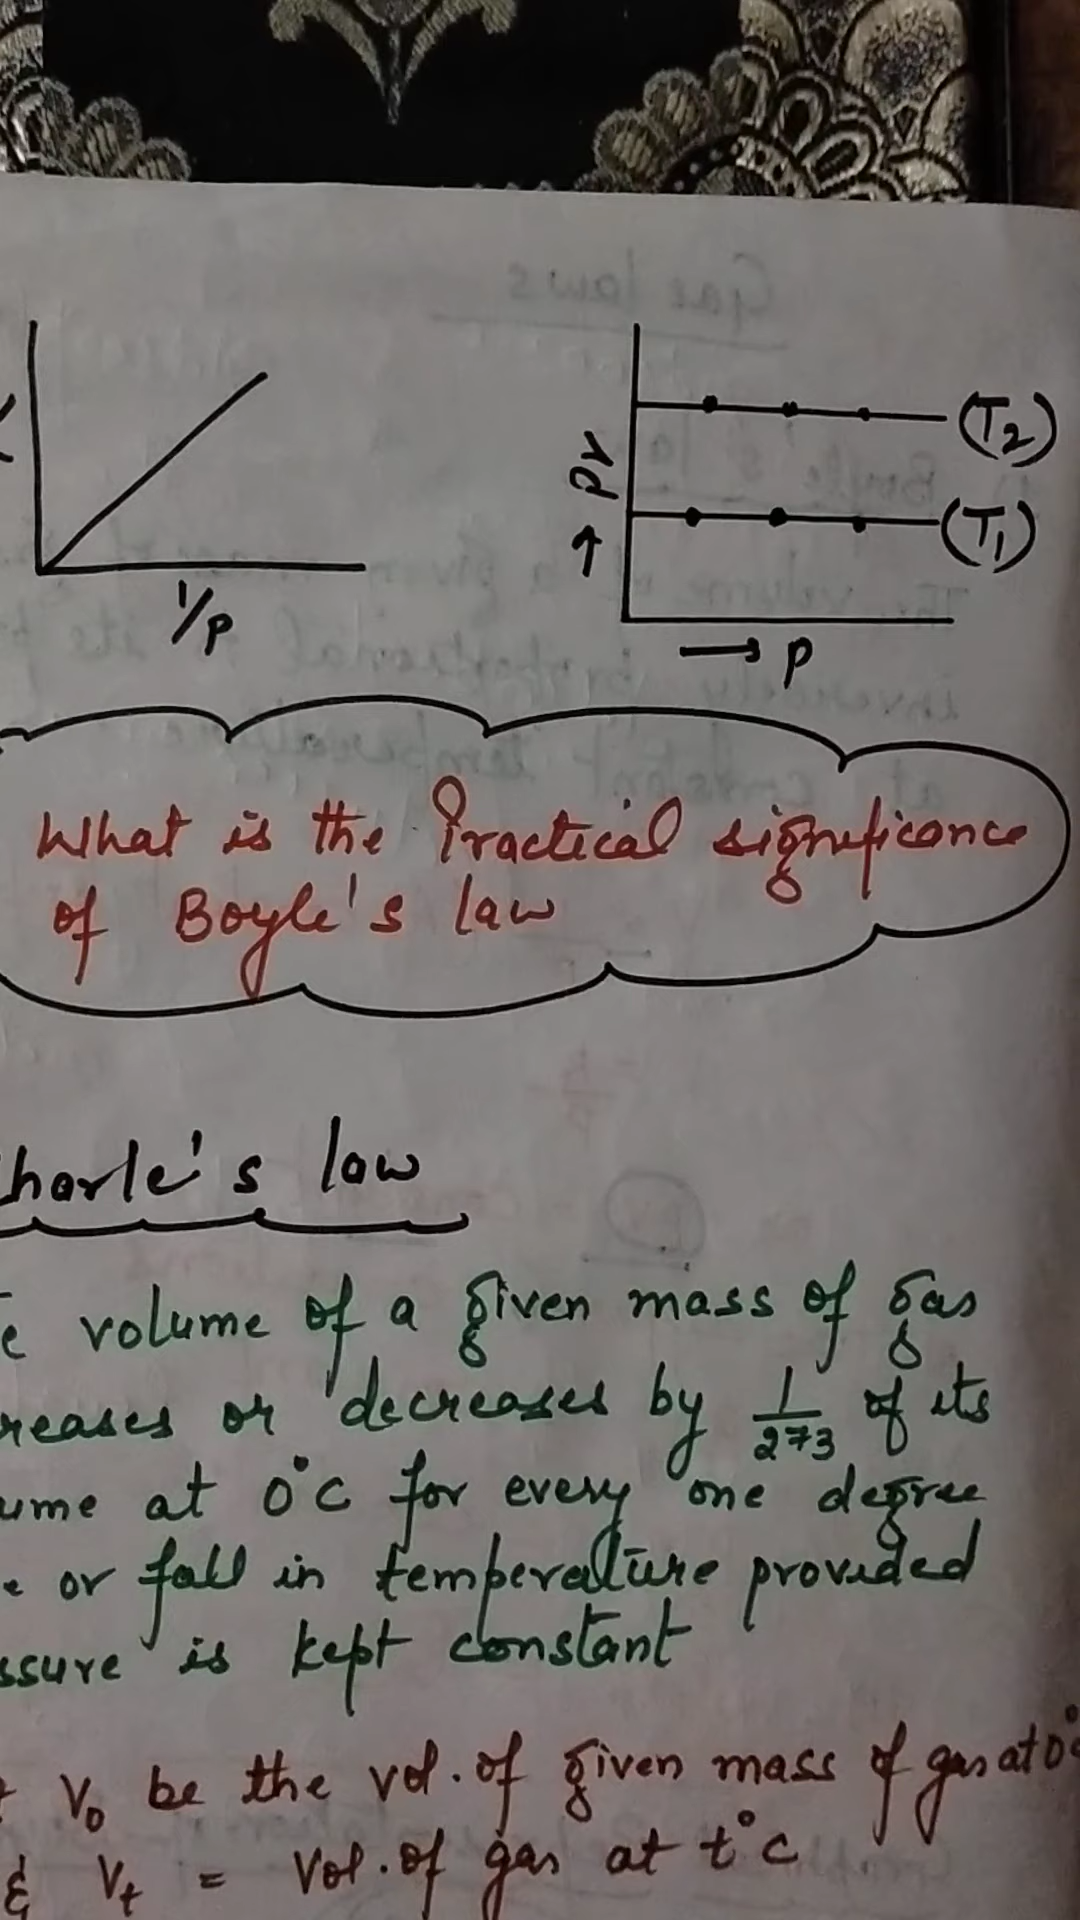 1/p
PV
(T2)
(T1)
p
What is the Practical significance
of Boyle's law
harle's law
volume of a given mass of gas
reases or decreases by 1/273 of its
ume at 0°C for every one degree
e or fall in temperature provided
ssure is kept constant
V0 be the vol. of given mass of gas at 0°
& Vt = Vol. of gas at t°C